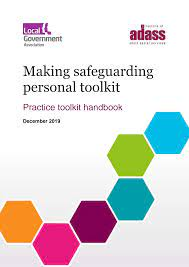 Local
Government
Association
adass
Making safeguarding
personal toolkit
Practice toolkit handbook
December 2019